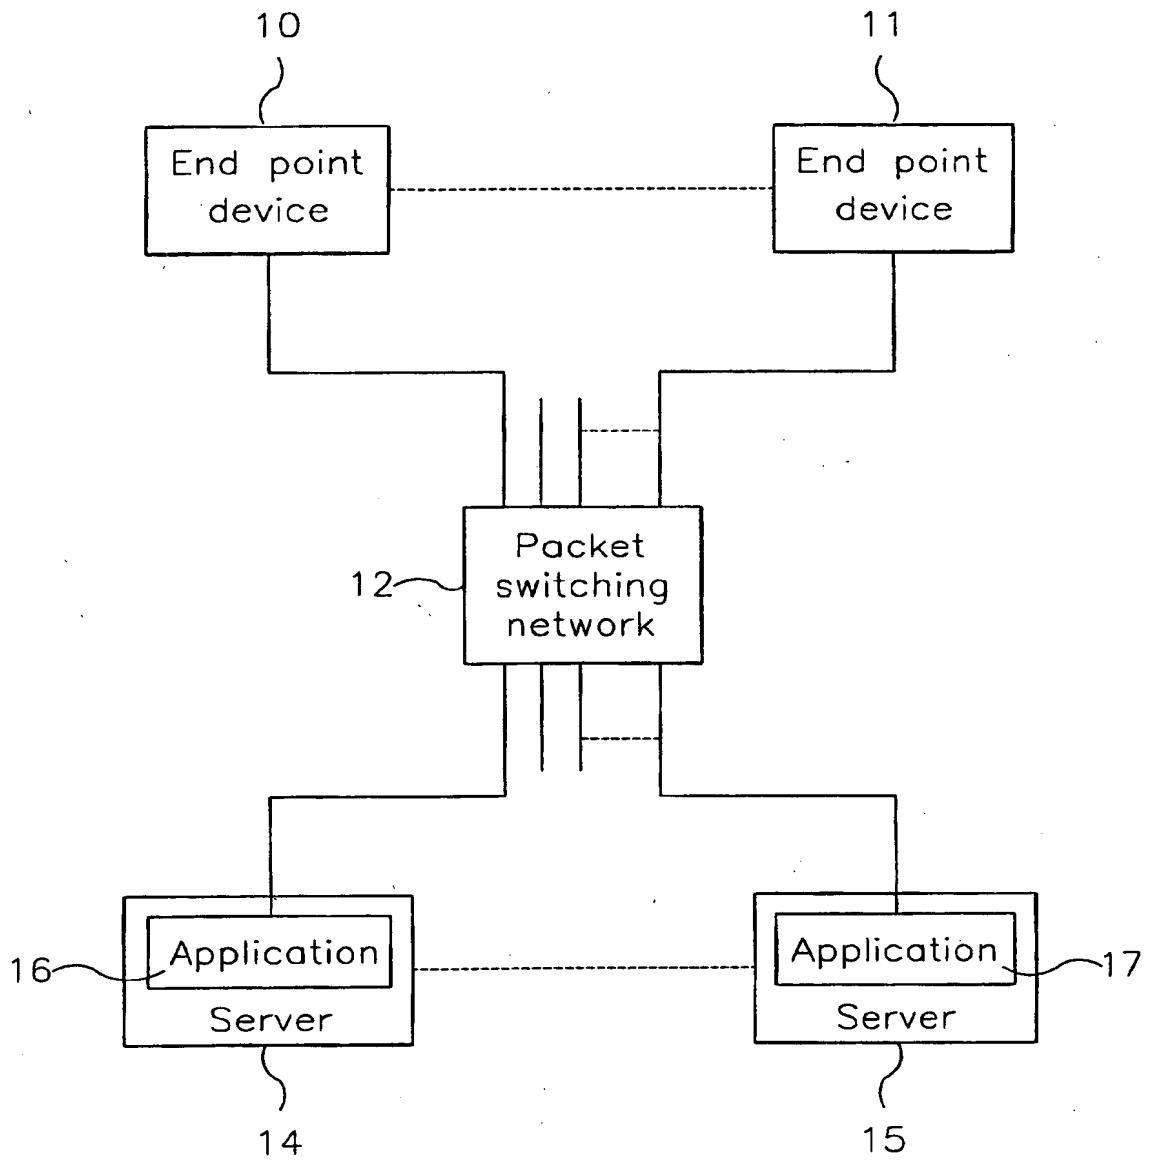 10
11
End point
device
End point
device
12
Packet
switching
network
16
Application
Server
Application
17
Server
14
15